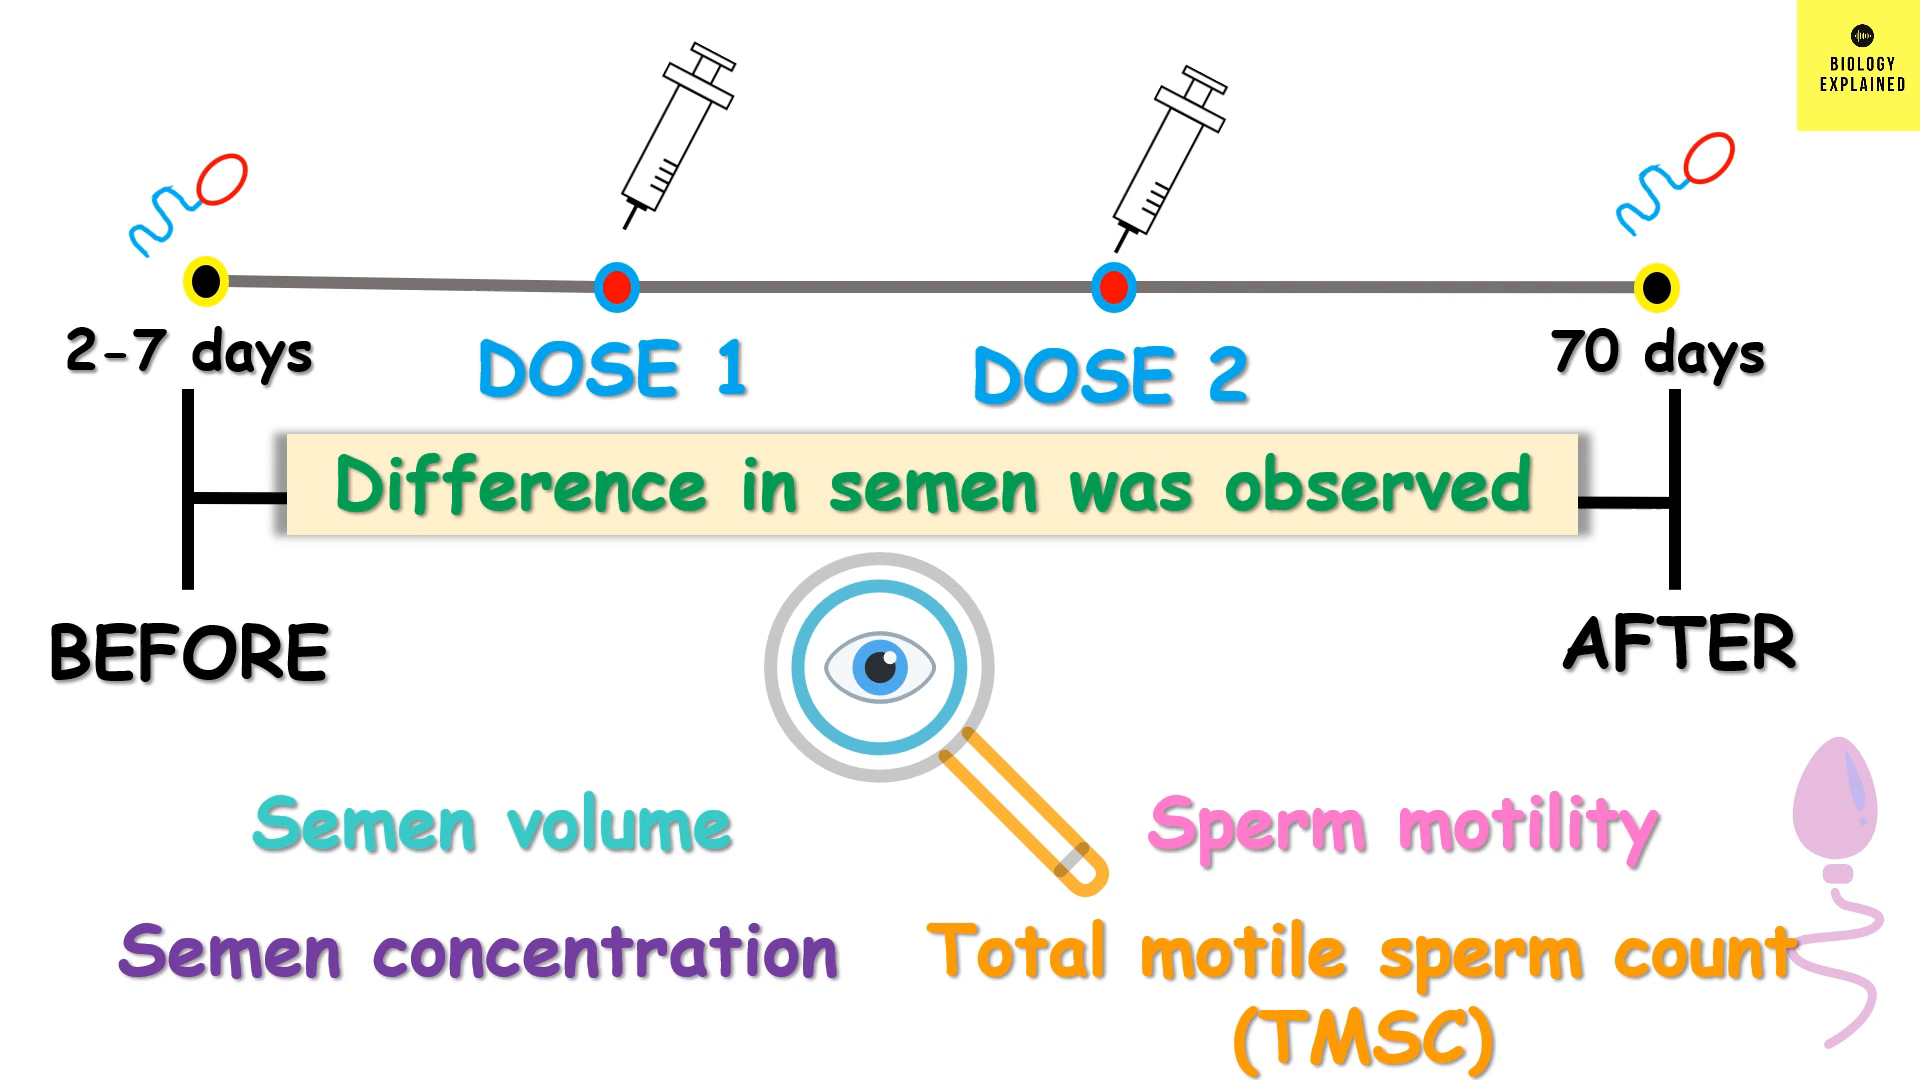 BIOLOGY
EXPLAINED
2-7 days
DOSE 1
DOSE 2
70 days
Difference in semen was observed
BEFORE
AFTER
Semen volume
Sperm motility
Semen concentration
Total motile sperm count
(TMSC)